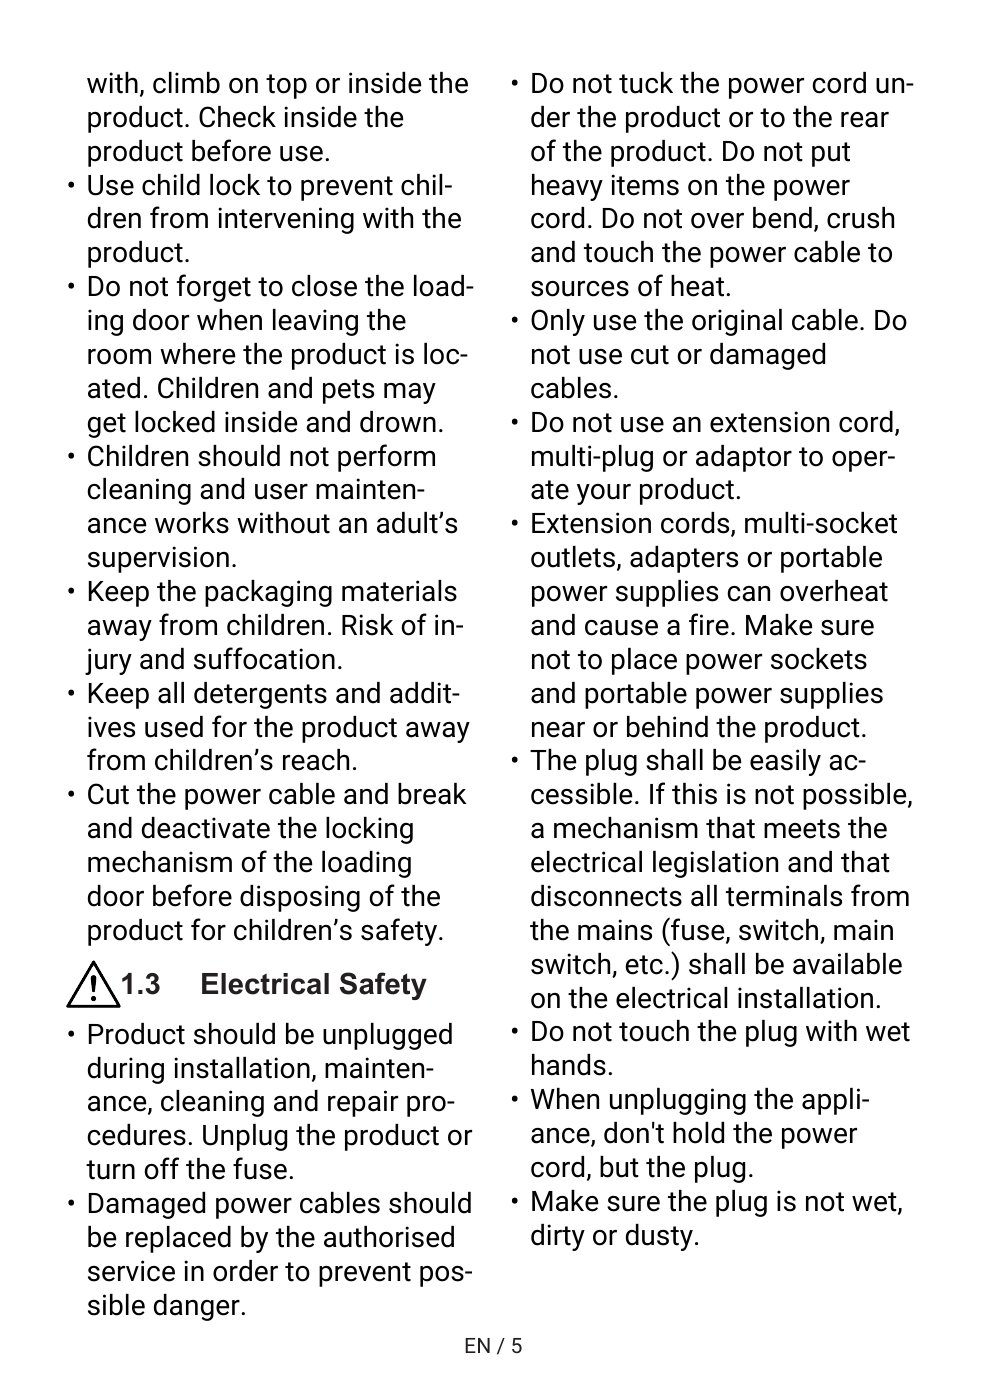 with, climb on top or inside the
product. Check inside the
product before use.
• Use child lock to prevent chil-
dren from intervening with the
product.
• Do not forget to close the load-
ing door when leaving the
room where the product is loc-
ated. Children and pets may
get locked inside and drown.
• Children should not perform
cleaning and user mainten-
ance works without an adult’s
supervision.
• Keep the packaging materials
away from children. Risk of in-
jury and suffocation.
• Keep all detergents and addit-
ives used for the product away
from children’s reach.
• Cut the power cable and break
and deactivate the locking
mechanism of the loading
door before disposing of the
product for children’s safety.
1.3 Electrical Safety
• Product should be unplugged
during installation, mainten-
ance, cleaning and repair pro-
cedures. Unplug the product or
turn off the fuse.
• Damaged power cables should
be replaced by the authorised
service in order to prevent pos-
sible danger.
• Do not tuck the power cord un-
der the product or to the rear
of the product. Do not put
heavy items on the power
cord. Do not over bend, crush
and touch the power cable to
sources of heat.
• Only use the original cable. Do
not use cut or damaged
cables.
• Do not use an extension cord,
multi-plug or adaptor to oper-
ate your product.
• Extension cords, multi-socket
outlets, adapters or portable
power supplies can overheat
and cause a fire. Make sure
not to place power sockets
and portable power supplies
near or behind the product.
• The plug shall be easily ac-
cessible. If this is not possible,
a mechanism that meets the
electrical legislation and that
disconnects all terminals from
the mains (fuse, switch, main
switch, etc.) shall be available
on the electrical installation.
• Do not touch the plug with wet
hands.
• When unplugging the appli-
ance, don't hold the power
cord, but the plug.
• Make sure the plug is not wet,
dirty or dusty.
EN / 5